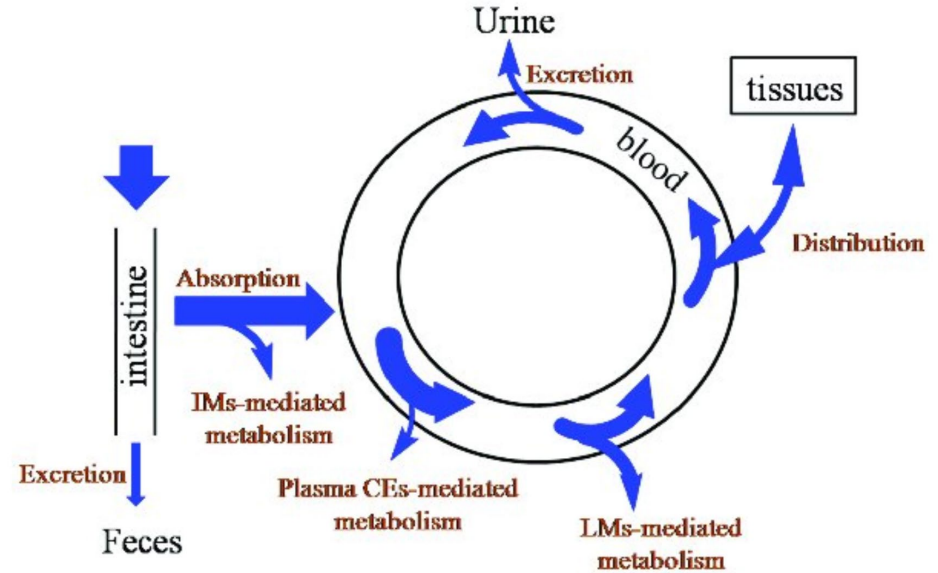 Urine
Excretion
tissues
blood
Distribution
Absorption
intestine
IMs-mediated
metabolism
Excretion
Plasma CEs-mediated
metabolism
LMs-mediated
metabolism
Feces